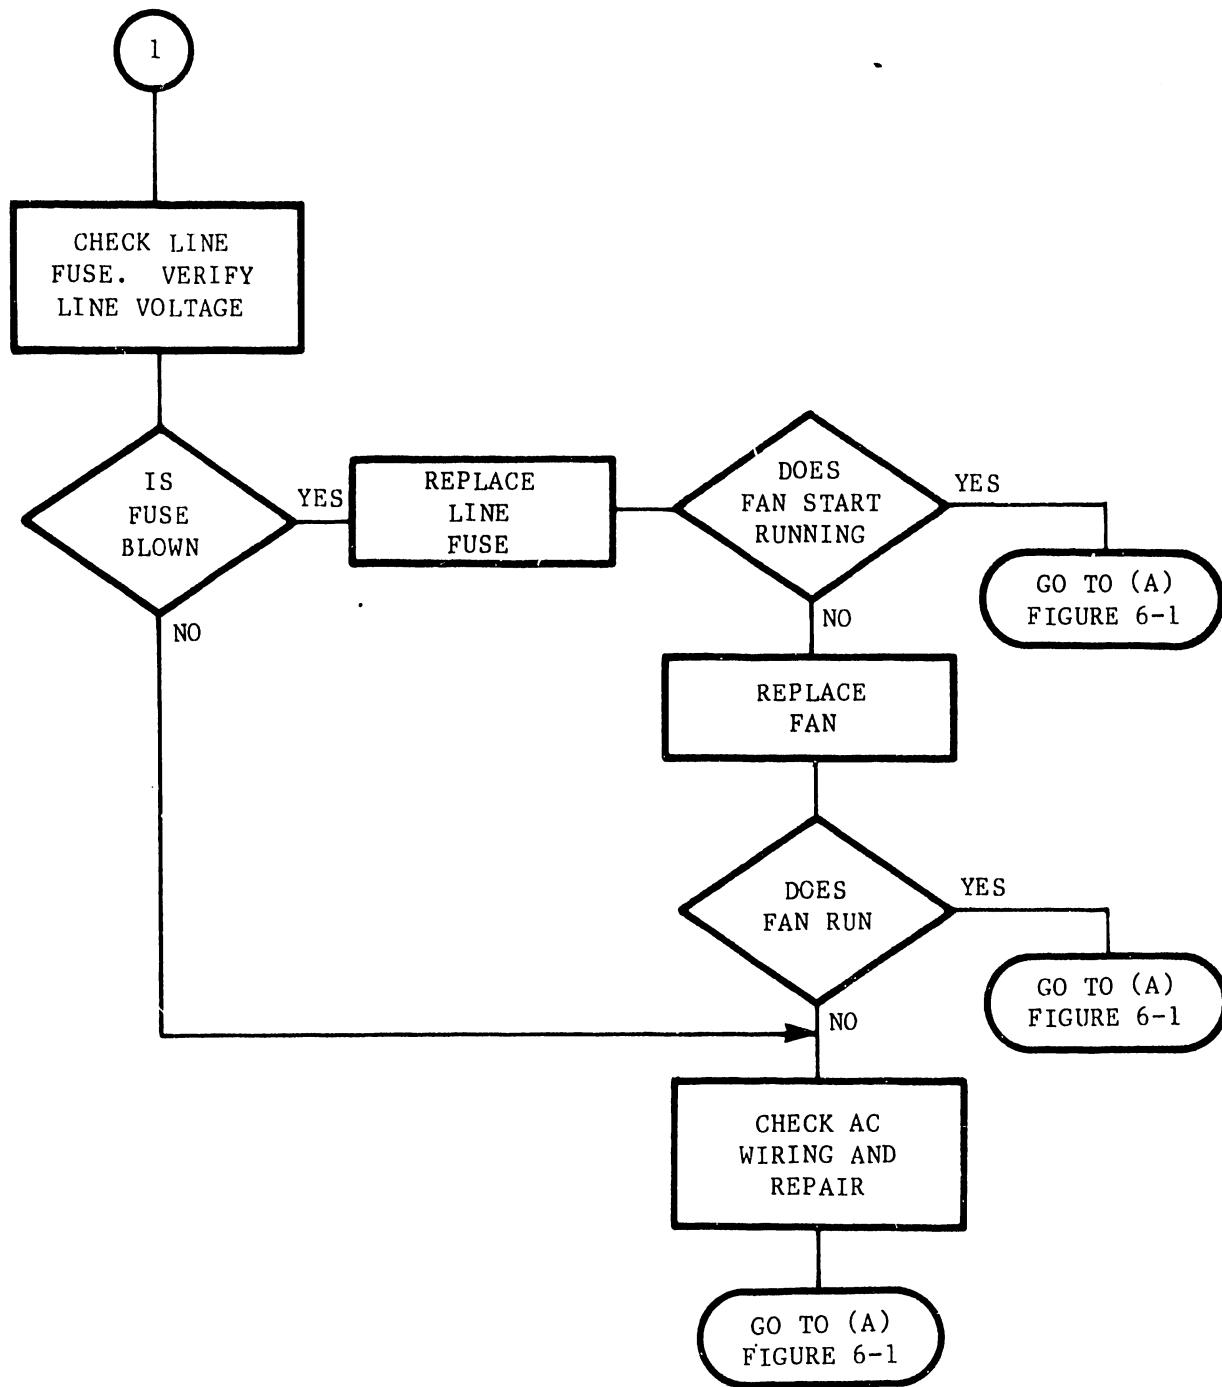 1
CHECK LINE
FUSE. VERIFY
LINE VOLTAGE
IS
FUSE
BLOWN
YES
REPLACE
LINE
FUSE
DOES
FAN START
RUNNING
YES
GO TO (A)
FIGURE 6-1
NO
NO
REPLACE
FAN
DOES
FAN RUN
YES
GO TO (A)
FIGURE 6-1
NO
CHECK AC
WIRING AND
REPAIR
GO TO (A)
FIGURE 6-1